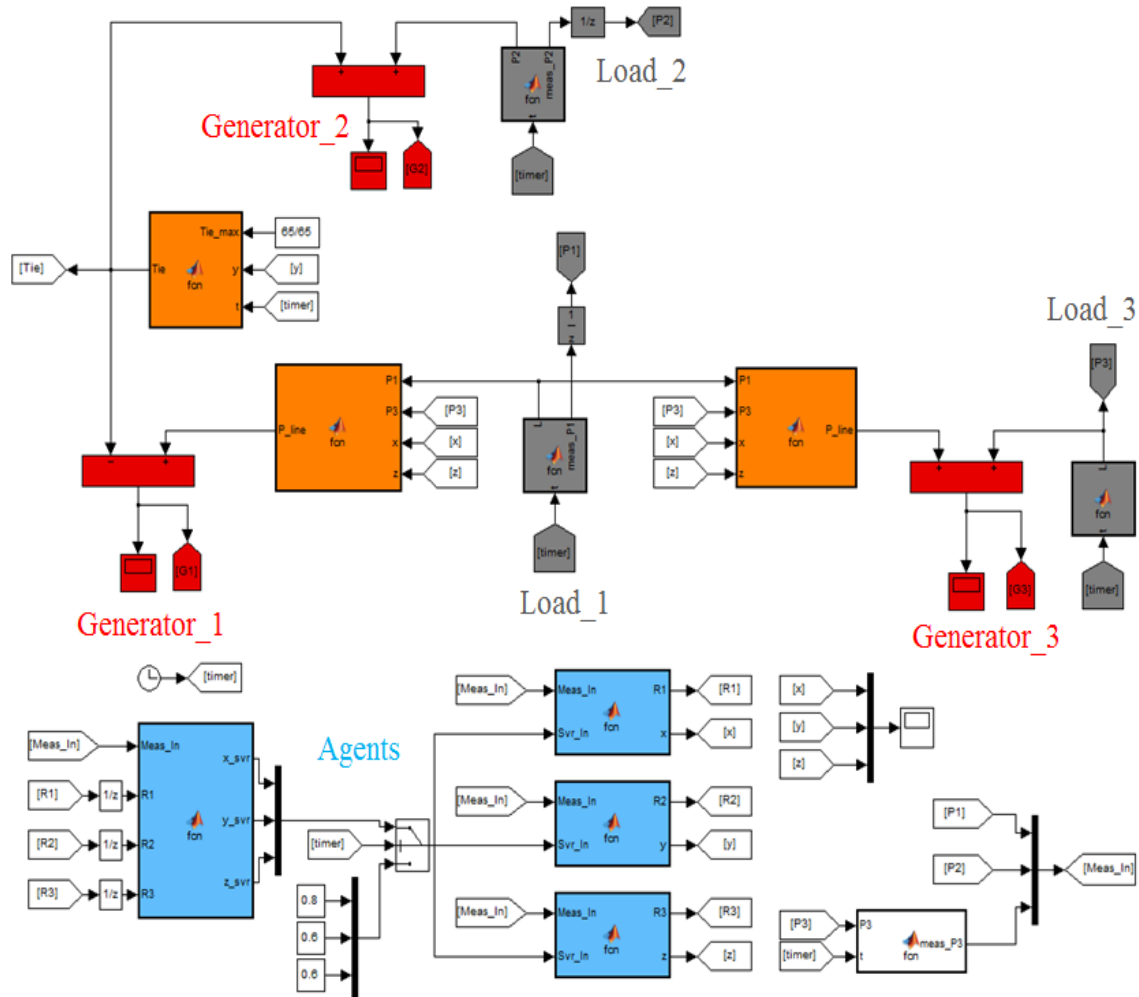 1/z
[P2]
P2
meas_P2
Load_2
+
+
fcn
t
Generator_2
[G2]
[timer]
Tie_max
65/65
[Tie]
Tie
y
[y]
fcn
t
[timer]
[P1]
1
z
Load_3
[P3]
P1
P3
[P3]
P_line
x
[x]
fcn
z
[z]
L
meas_P1
fcn
t
[timer]
Load_1
P1
[P3]
P3
P_line
[x]
x
fcn
[z]
z
+
+
L
fcn
t
[timer]
[G3]
Generator_3
-
+
[G1]
Generator_1
[timer]
[Meas_In]
Meas_In
x_svr
[R1]
1/z
R1
y_svr
[R2]
1/z
R2
fcn
z_svr
[R3]
1/z
R3
Agents
[timer]
0.8
0.6
0.6
[Meas_In]
Meas_In
R1
[R1]
Svr_In
fcn
x
[x]
[Meas_In]
Meas_In
R2
[R2]
Svr_In
fcn
y
[y]
[Meas_In]
Meas_In
R3
[R3]
Svr_In
fcn
z
[z]
[x]
[y]
[z]
[P1]
[P2]
[Meas_In]
[P3]
P3
meas_P3
[timer]
t
fcn